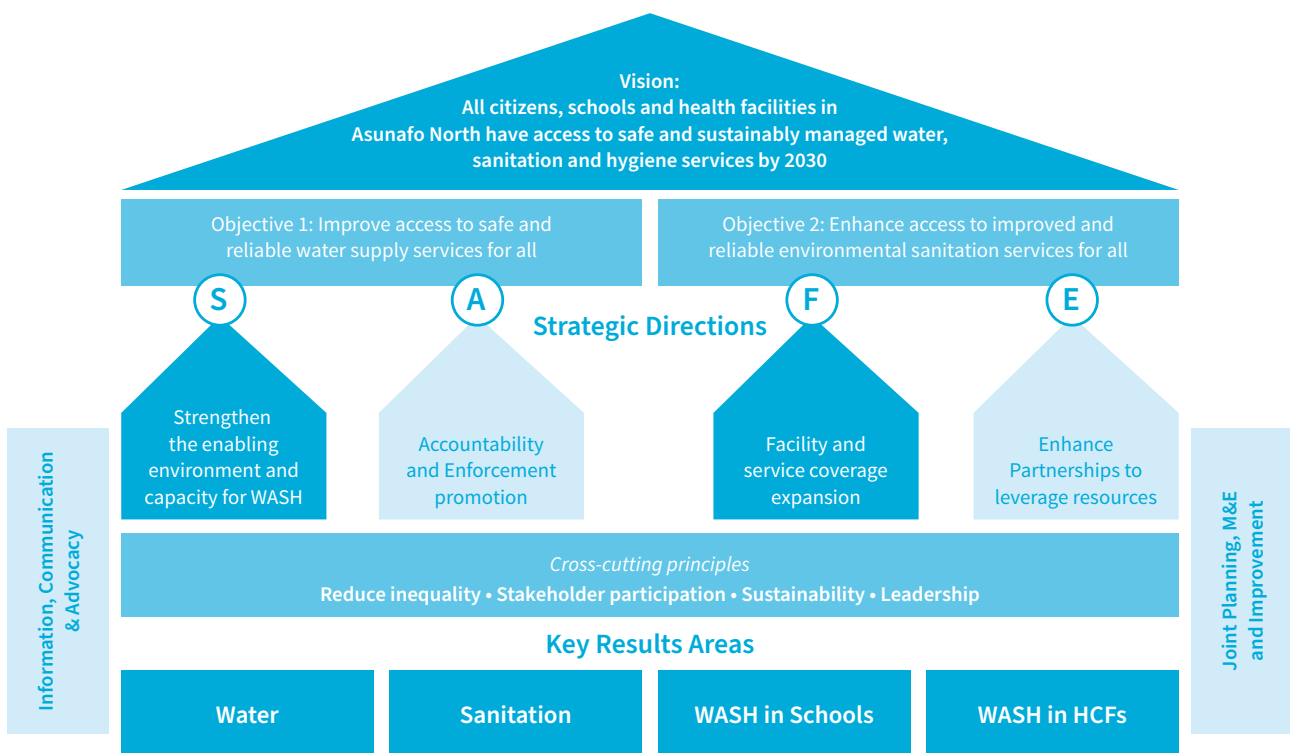 Vision:
All citizens, schools and health facilities in
Asunafo North have access to safe and sustainably managed water,
sanitation and hygiene services by 2030
Objective 1: Improve access to safe and
reliable water supply services for all
Objective 2: Enhance access to improved and
reliable environmental sanitation services for all
S
A
F
E
Strategic Directions
Strengthen
the enabling
environment and
capacity for WASH
Accountability
and Enforcement
promotion
Facility and
service coverage
expansion
Enhance
Partnerships to
leverage resources
Information, Communication
& Advocacy
Joint Planning, M&E
and Improvement
Cross-cutting principles
Reduce inequality • Stakeholder participation • Sustainability • Leadership
Key Results Areas
Water
Sanitation
WASH in Schools
WASH in HCFs